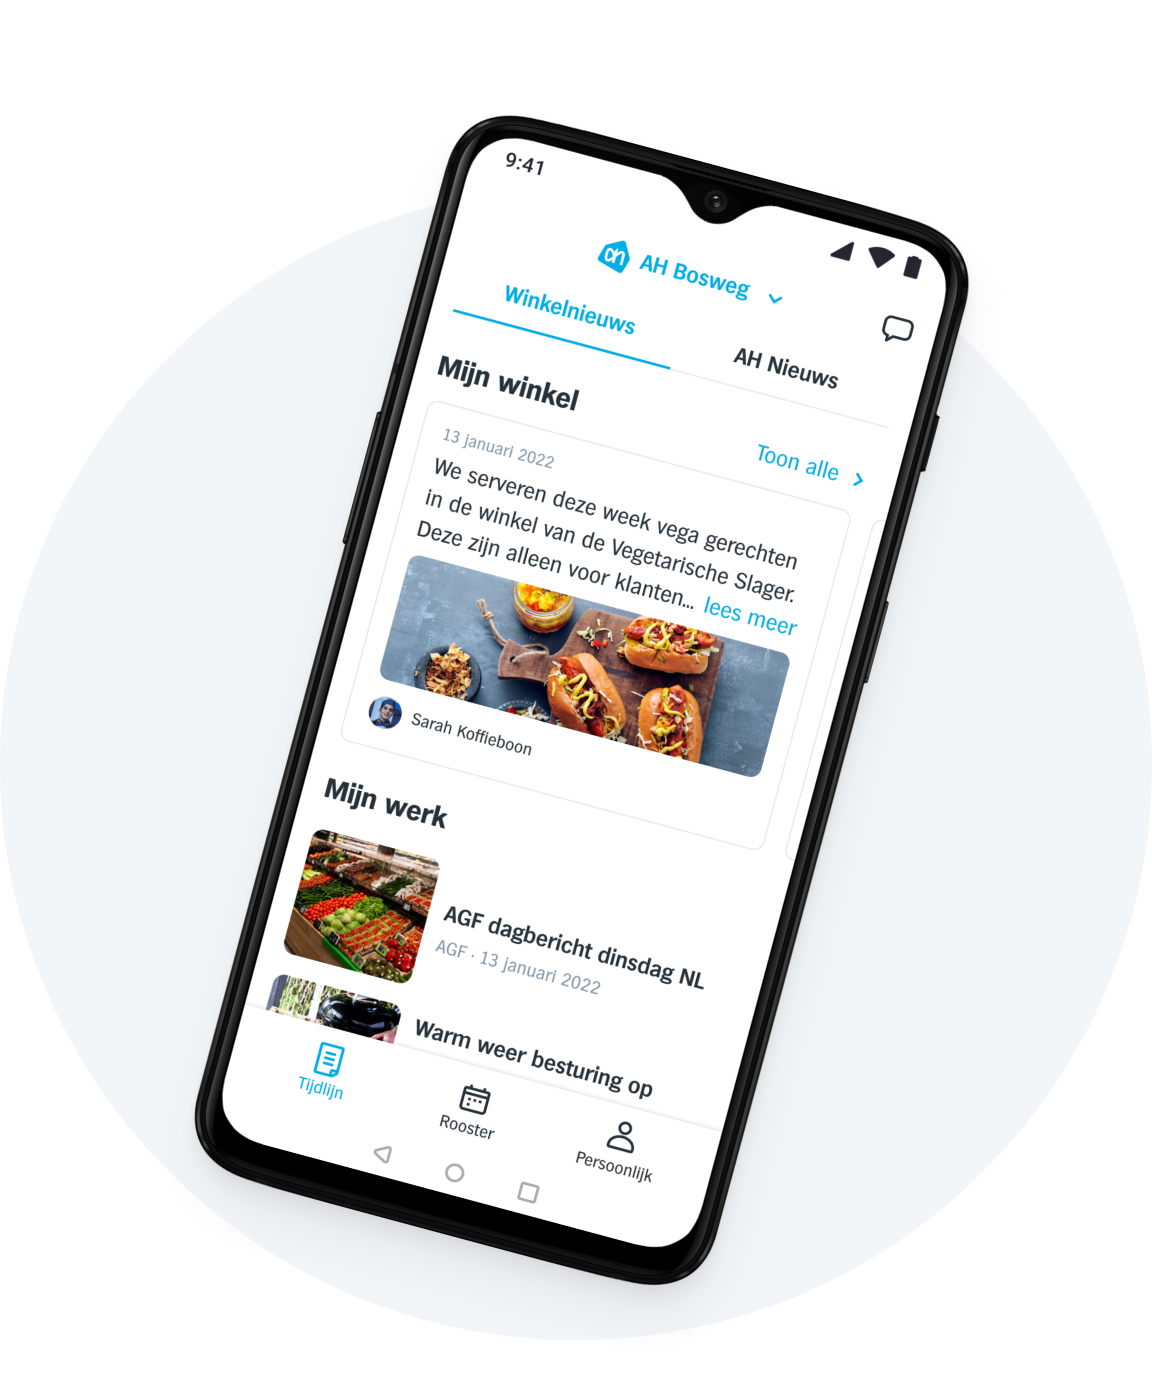 9:41
ah AH Bosweg
Winkelnieuws
AH Nieuws
Mijn winkel
Toon alle
13 januari 2022
We serveren deze week vega gerechten
in de winkel van de Vegetarische Slager.
Deze zijn alleen voor klanten... lees meer
Sarah Koffieboon
Mijn werk
AGF dagbericht dinsdag NL
AGF · 13 januari 2022
Warm weer besturing op
Tijdlijn
Rooster
Persoonlijk